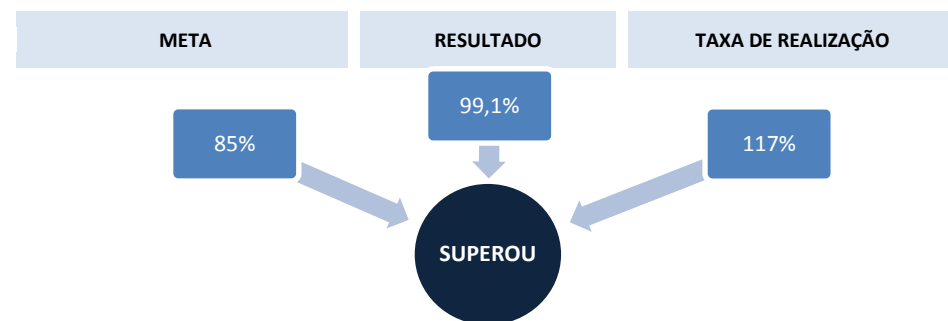 META
RESULTADO
TAXA DE REALIZAÇÃO
99,1%
85%
117%
SUPEROU